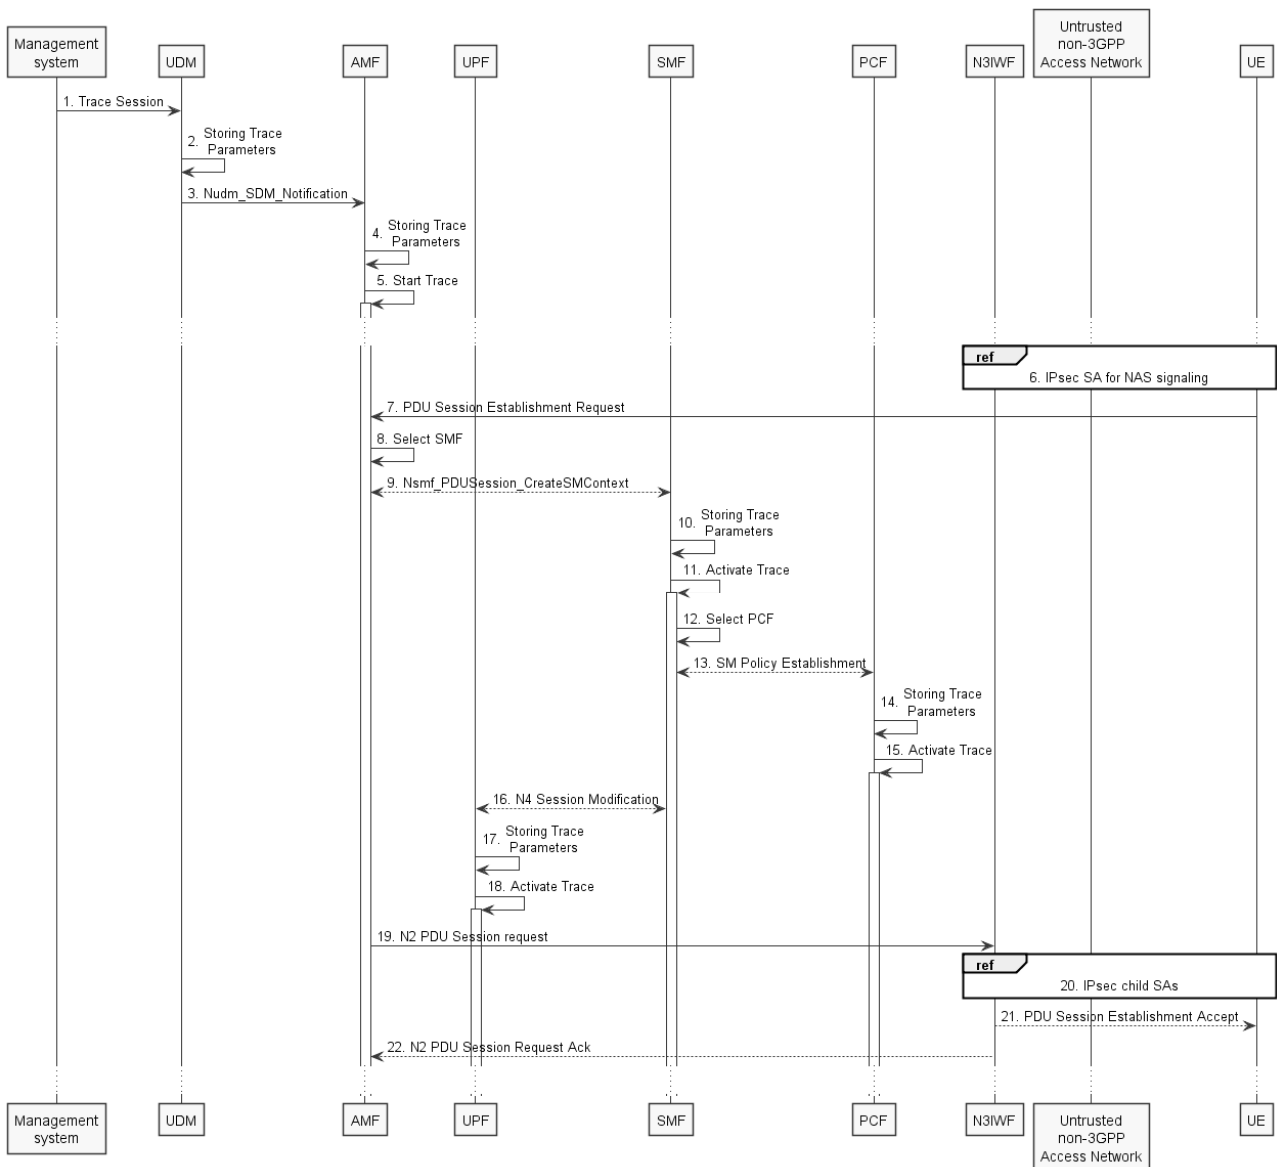 Untrusted
non-3GPP
Access Network
Management
system
UDM
AMF
UPF
SMF
PCF
N3IWF
UE
1. Trace Session
2. Storing Trace
Parameters
3. Nudm_SDM_Notification
4. Storing Trace
Parameters
5. Start Trace
ref
6. IPsec SA for NAS signaling
7. PDU Session Establishment Request
8. Select SMF
9. Nsmf_PDUSession_CreateSMContext
10. Storing Trace
Parameters
11. Activate Trace
12. Select PCF
13. SM Policy Establishment
14. Storing Trace
Parameters
15. Activate Trace
16. N4 Session Modification
17. Storing Trace
Parameters
18. Activate Trace
19. N2 PDU Session request
ref
20. IPsec child SAs
21. PDU Session Establishment Accept
22. N2 PDU Session Request Ack
Management
system
UDM
AMF
UPF
SMF
PCF
N3IWF
Untrusted
non-3GPP
Access Network
UE